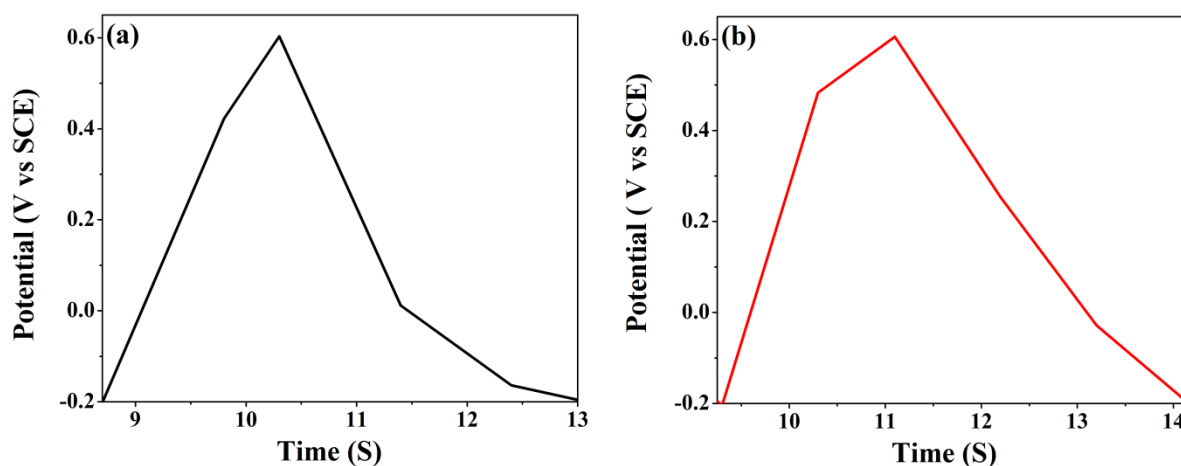 (a)
Potential (V vs SCE)
0.6
0.4
0.2
0.0
-0.2
9 10 11 12 13
Time (S)
(b)
Potential ( V vs SCE)
0.6
0.4
0.2
0.0
-0.2
10 11 12 13 14
Time (S)